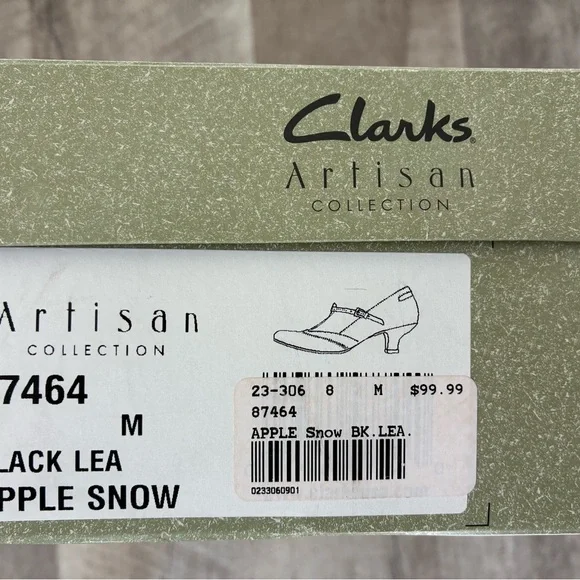 Clarks
Artisan
COLLECTION
Artisan
COLLECTION
7464
M
LACK LEA
PPLE SNOW
23-306 8 M $99.99
87464
APPLE Snow BK.LEA.
0233060901